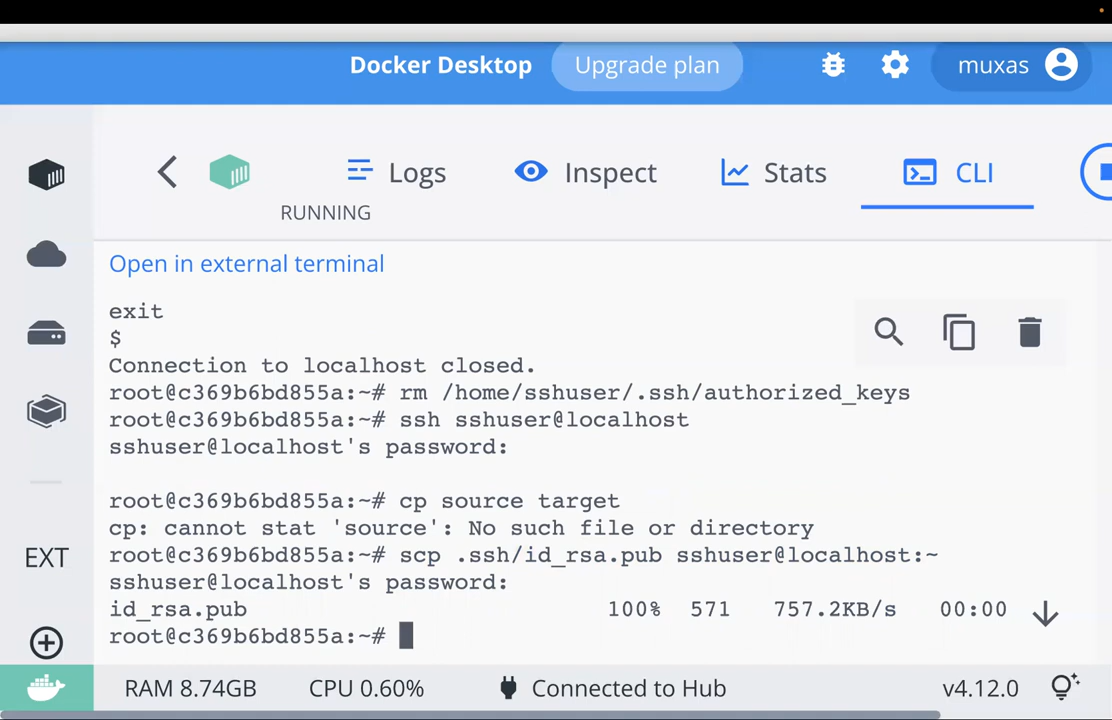 Docker Desktop Upgrade plan muxas
Logs Inspect Stats CLI
RUNNING
Open in external terminal
exit
$
Connection to localhost closed.
root@c369b6bd855a:~# rm /home/sshuser/.ssh/authorized_keys
root@c369b6bd855a:~# ssh sshuser@localhost
sshuser@localhost's password:
root@c369b6bd855a:~# cp source target
cp: cannot stat 'source': No such file or directory
root@c369b6bd855a:~# scp .ssh/id_rsa.pub sshuser@localhost:~
sshuser@localhost's password:
id_rsa.pub 100% 571 757.2KB/s 00:00
root@c369b6bd855a:~#
EXT
RAM 8.74GB CPU 0.60% Connected to Hub v4.12.0